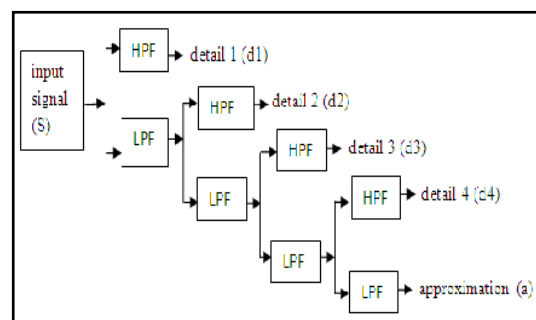 input signal (S)
HPF
detail 1 (d1)
LPF
HPF
detail 2 (d2)
LPF
HPF
detail 3 (d3)
LPF
HPF
detail 4 (d4)
LPF
approximation (a)